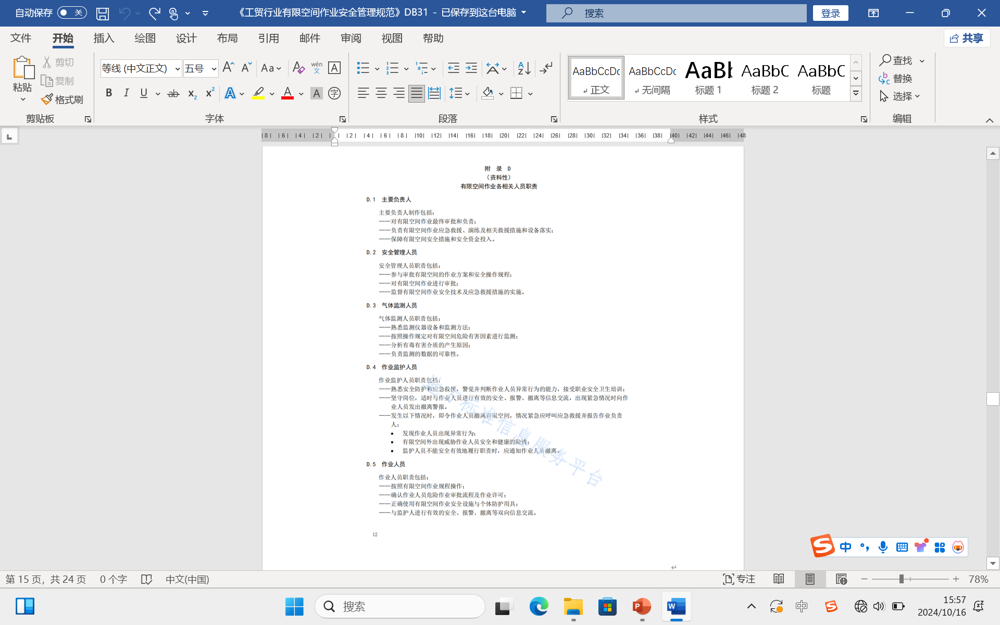 自动保存 关 《工贸行业有限空间作业安全管理规范》DB31 - 已保存到这台电脑 搜索 登录
文件 开始 插入 绘图 设计 布局 引用 邮件 审阅 视图 帮助 共享
粘贴 剪切 复制 格式刷
剪贴板
等线 (中文正文) 五号
字体
段落
AaBbCcDc AaBbCcDc AaBl AaBbC AaBbC
正文 无间隔 标题 1 标题 2 标题
样式
查找
替换
选择
编辑
8 6 4 2 2 4 6 8 10 12 14 16 18 20 22 24 26 28 30 32 34 36 38 40 42 44 46 48
附 录 D
(资料性)
有限空间作业各相关人员职责
D.1 主要负责人
主要负责人制作包括:
——对有限空间作业最终审批和负责;
——负责有限空间作业应急救援、演练及相关救援措施和设备落实;
——保障有限空间安全措施和安全资金投入。
D.2 安全管理人员
安全管理人员职责包括:
——参与审批有限空间的作业方案和安全操作规程;
——对有限空间作业进行审批;
——监督有限空间作业安全技术及应急救援措施的实施。
D.3 气体监测人员
气体监测人员职责包括:
——熟悉监测仪器设备和监测方法;
——按照操作规定对有限空间危险有害因素进行监测;
——分析有毒有害介质的产生原因;
——负责监测的数据的可靠性。
D.4 作业监护人员
作业监护人员职责包括:
——熟悉安全防护和应急救援,警觉并判断作业人员异常行为的能力,接受职业安全卫生培训;
——坚守岗位,适时与作业人员进行有效的安全、报警、撤离等信息交流,出现紧急情况时向作
业人员发出撤离警报。
——发生以下情况时,即令作业人员撤离有限空间,情况紧急应呼叫应急救援并报告作业负责
人:
● 发现作业人员出现异常行为;
● 有限空间外出现威胁作业人员安全和健康的险情;
● 监护人员不能安全有效地履行职责时,应通知作业人员撤离。
D.5 作业人员
作业人员职责包括:
——按照有限空间作业规程操作;
——确认作业人员危险作业审批流程及作业许可;
——正确使用有限空间作业安全设施与个体防护用具;
——与监护人进行有效的安全、报警、撤离等双向信息交流。
12
地方标准信息服务平台
中
第 15 页, 共 24 页 0 个字 中文(中国) 专注 78%
搜索
中
15:57
2024/10/16